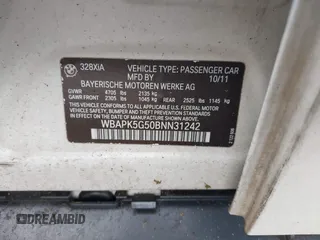 328XiA VEHICLE TYPE: PASSENGER CAR
MFD BY: 10/11
BAYERISCHE MOTOREN WERKE AG
GVWR 4705 lbs 2135 kg
GAWR FRONT 2305 lbs 1045 kg REAR 2525 lbs 1145 kg
THIS VEHICLE CONFORMS TO ALL APPLICABLE U.S. FEDERAL MOTOR
VEHICLE SAFETY, BUMPER, AND THEFT PREVENTION STANDARDS
IN EFFECT ON THE DATE OF MANUFACTURE SHOWN ABOVE.
WBAPK5G50BNN31242
DREAMBID